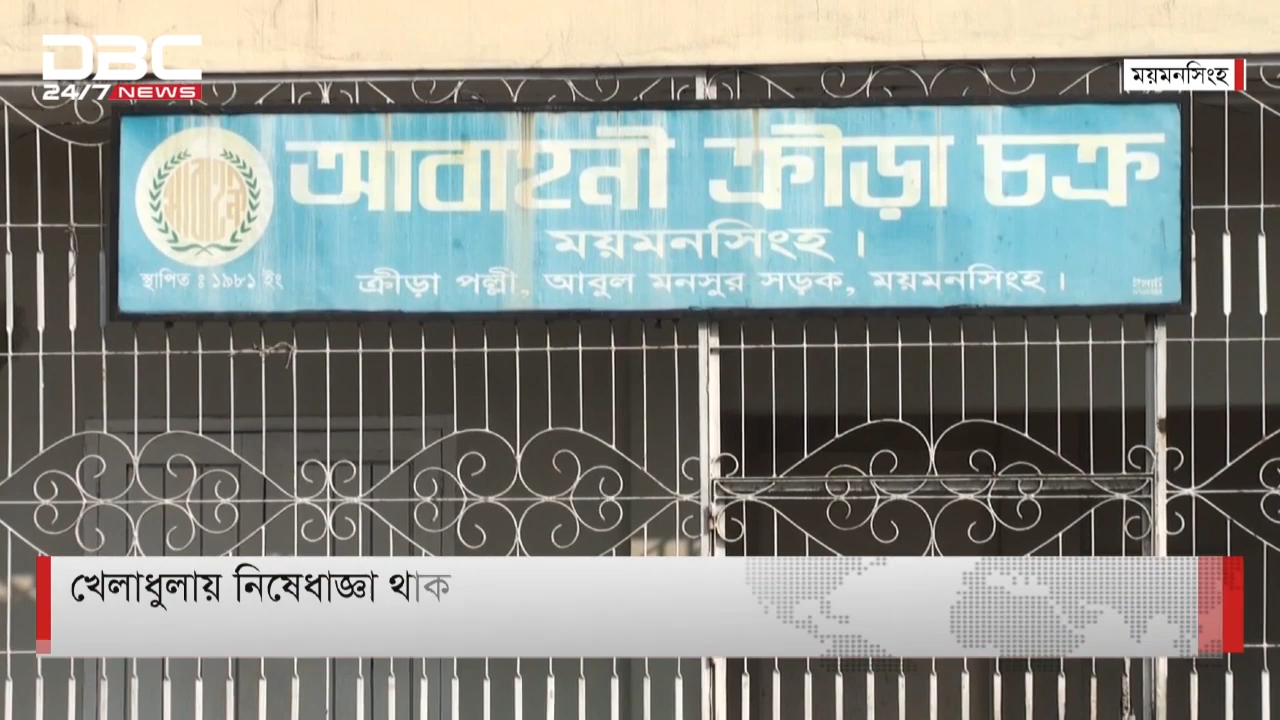 DBC
24/7 NEWS
ময়মনসিংহ
আবাহনী ক্রীড়া চক্র
ময়মনসিংহ ।
স্থাপিত ঃ ১৯৮১ ইং
ক্রীড়া পল্লী, আবুল মনসুর সড়ক, ময়মনসিংহ ।
খেলাধুলায় নিষেধাজ্ঞা থাক